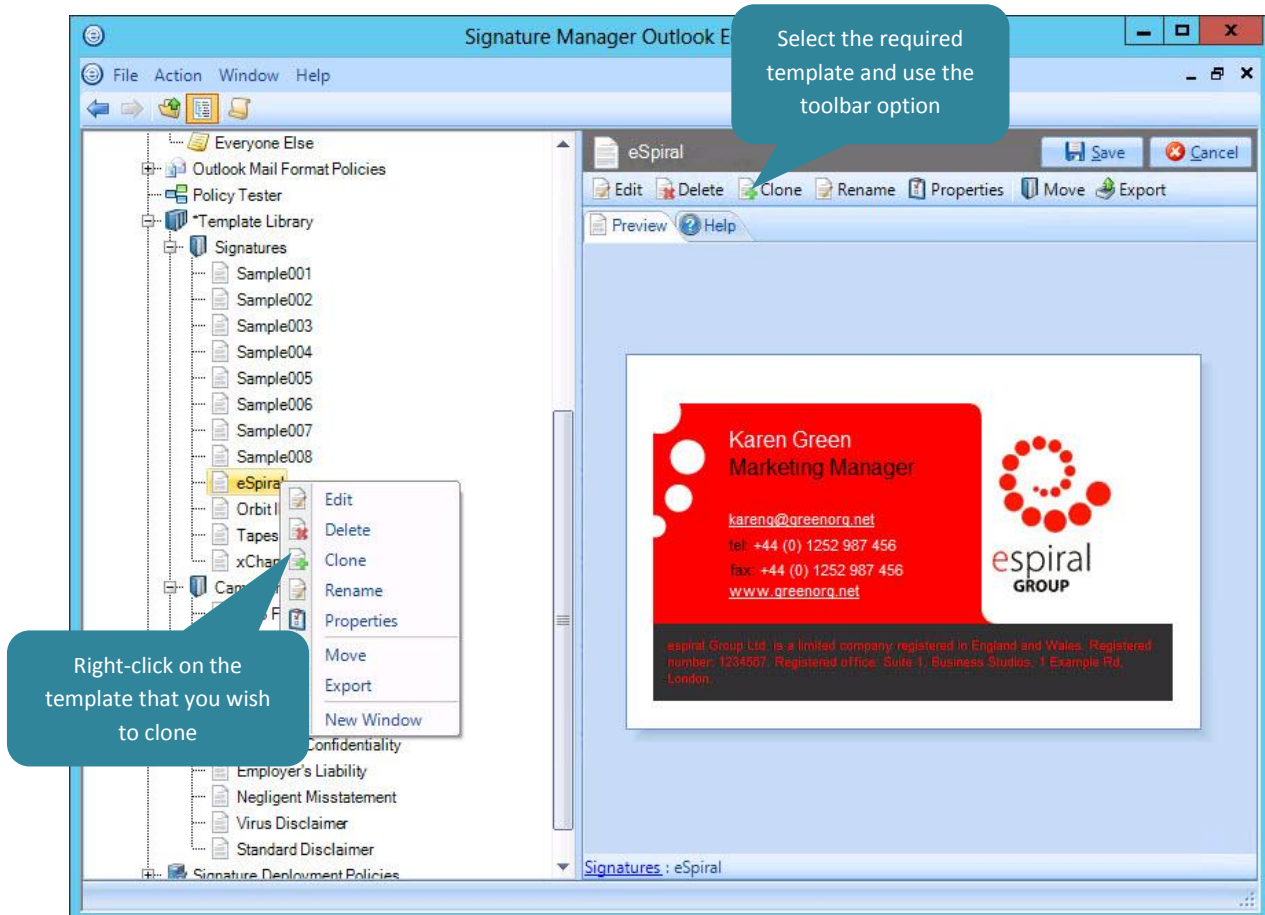 Signature Manager Outlook E
Select the required
template and use the
toolbar option
File Action Window Help
Everyone Else
Outlook Mail Format Policies
Policy Tester
*Template Library
Signatures
Sample001
Sample002
Sample003
Sample004
Sample005
Sample006
Sample007
Sample008
eSpiral
Orbit
Tapes
xChan
Edit
Delete
Clone
Rename
Properties
Move
Export
New Window
Right-click on the
template that you wish
to clone
Confidentiality
Employer's Liability
Negligent Misstatement
Virus Disclaimer
Standard Disclaimer
Signature Deployment Policies
eSpiral
Save Cancel
Edit Delete Clone Rename Properties Move Export
Preview Help
Karen Green
Marketing Manager
kareng@greenorg.net
tel: +44 (0) 1252 987 456
fax: +44 (0) 1252 987 456
www.greenorg.net
espiral
GROUP
espiral Group Ltd. is a limited company registered in England and Wales. Registered
number: 1234567. Registered office: Suite 1, Business Studios, 1 Example Rd,
London.
Signatures : eSpiral